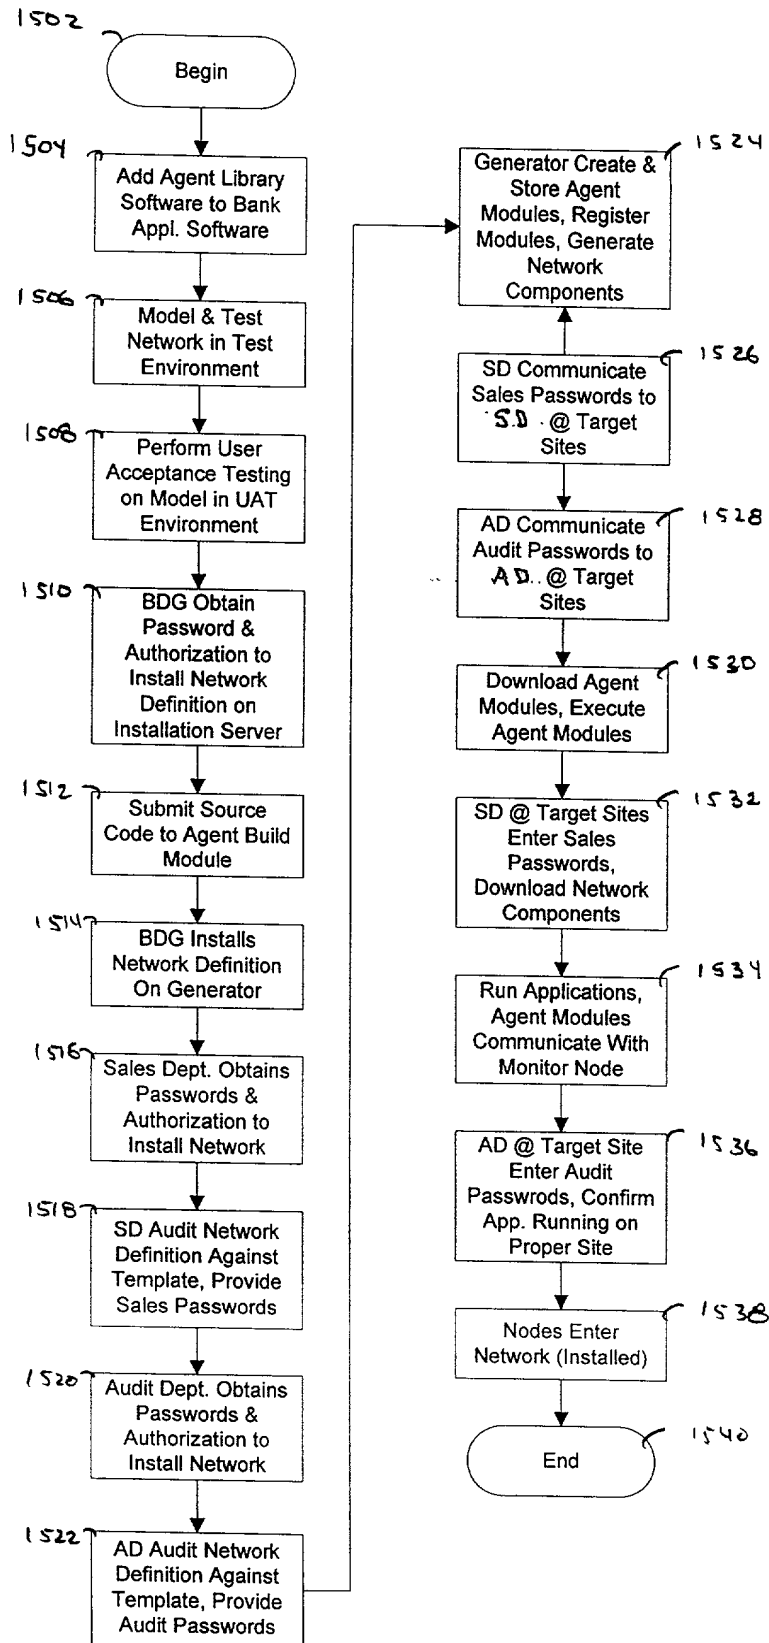 1502
Begin
1504
Add Agent Library
Software to Bank
Appl. Software
1506
Model & Test
Network in Test
Environment
1508
Perform User
Acceptance Testing
on Model in UAT
Environment
1510
BDG Obtain
Password &
Authorization to
Install Network
Definition on
Installation Server
1512
Submit Source
Code to Agent Build
Module
1514
BDG Installs
Network Definition
On Generator
1516
Sales Dept. Obtains
Passwords &
Authorization to
Install Network
1518
SD Audit Network
Definition Against
Template, Provide
Sales Passwords
1520
Audit Dept. Obtains
Passwords &
Authorization to
Install Network
1522
AD Audit Network
Definition Against
Template, Provide
Audit Passwords
1524
Generator Create &
Store Agent
Modules, Register
Modules, Generate
Network
Components
1526
SD Communicate
Sales Passwords to
S.D. @ Target
Sites
1528
AD Communicate
Audit Passwords to
A.D. @ Target
Sites
1530
Download Agent
Modules, Execute
Agent Modules
1532
SD @ Target Sites
Enter Sales
Passwords,
Download Network
Components
1534
Run Applications,
Agent Modules
Communicate With
Monitor Node
1536
AD @ Target Site
Enter Audit
Passwrods, Confirm
App. Running on
Proper Site
1538
Nodes Enter
Network (Installed)
1540
End